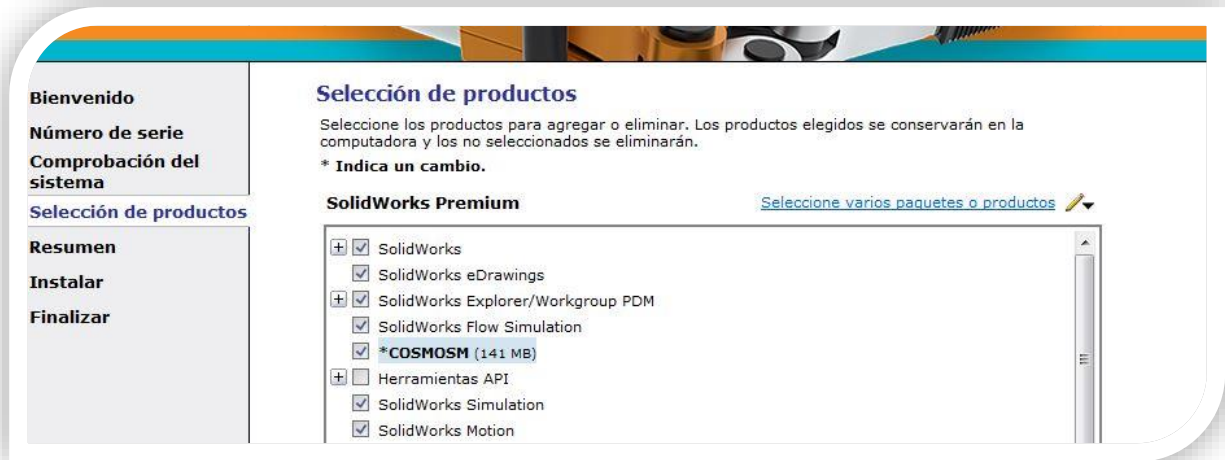 Bienvenido
Número de serie
Comprobación del
sistema
Selección de productos
Resumen
Instalar
Finalizar
Selección de productos
Seleccione los productos para agregar o eliminar. Los productos elegidos se conservarán en la
computadora y los no seleccionados se eliminarán.
* Indica un cambio.
SolidWorks Premium
Seleccione varios paquetes o productos
SolidWorks
SolidWorks eDrawings
SolidWorks Explorer/Workgroup PDM
SolidWorks Flow Simulation
*COSMOSM (141 MB)
Herramientas API
SolidWorks Simulation
SolidWorks Motion